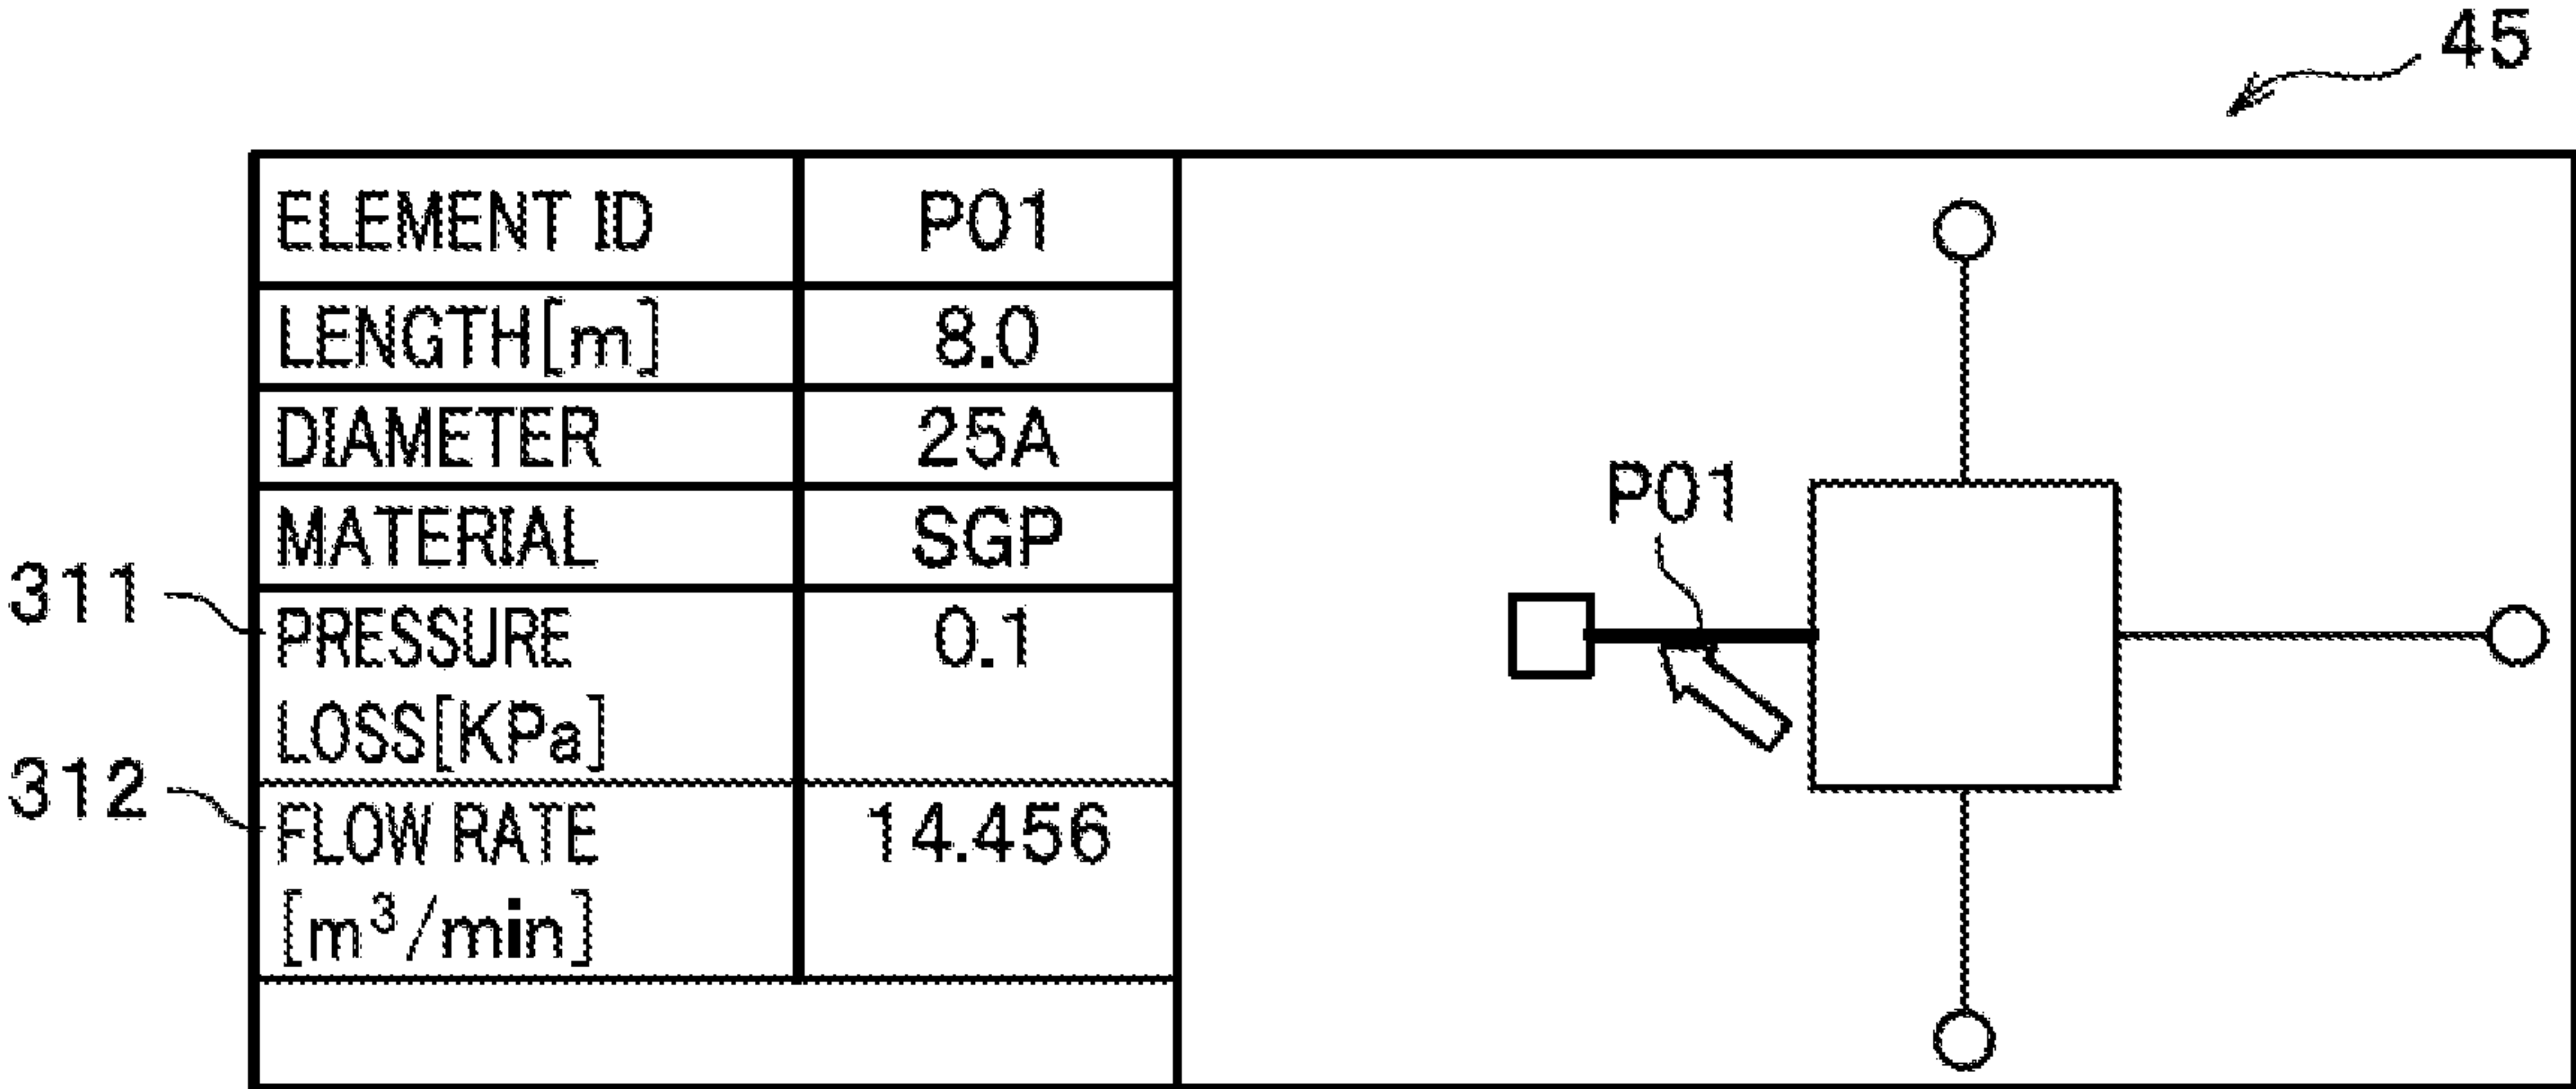 45
ELEMENT ID P01
LENGTH[m] 8.0
DIAMETER 25A
MATERIAL SGP
311 PRESSURE 0.1
LOSS[KPa]
312 FLOW RATE 14.456
[m³/min]
P01